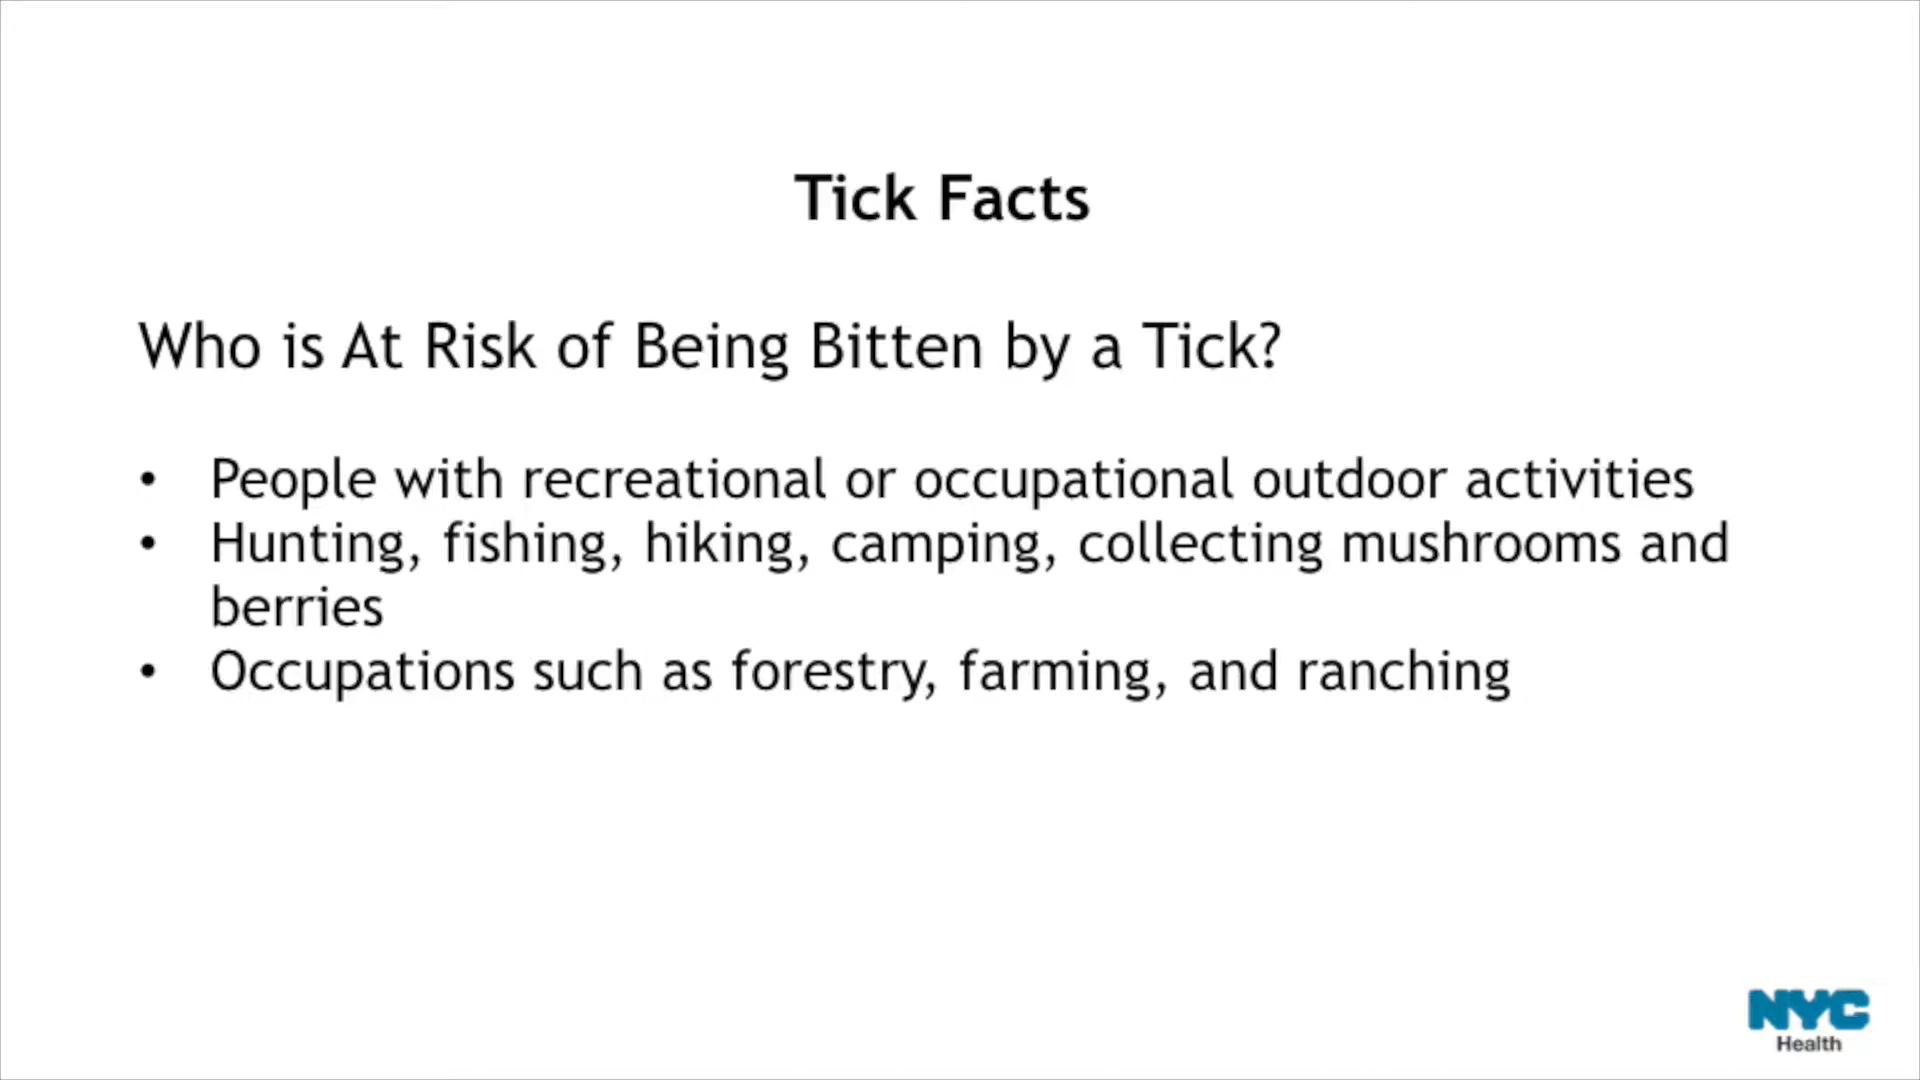 Tick Facts
Who is At Risk of Being Bitten by a Tick?
• People with recreational or occupational outdoor activities
• Hunting, fishing, hiking, camping, collecting mushrooms and
berries
• Occupations such as forestry, farming, and ranching
NYC
Health